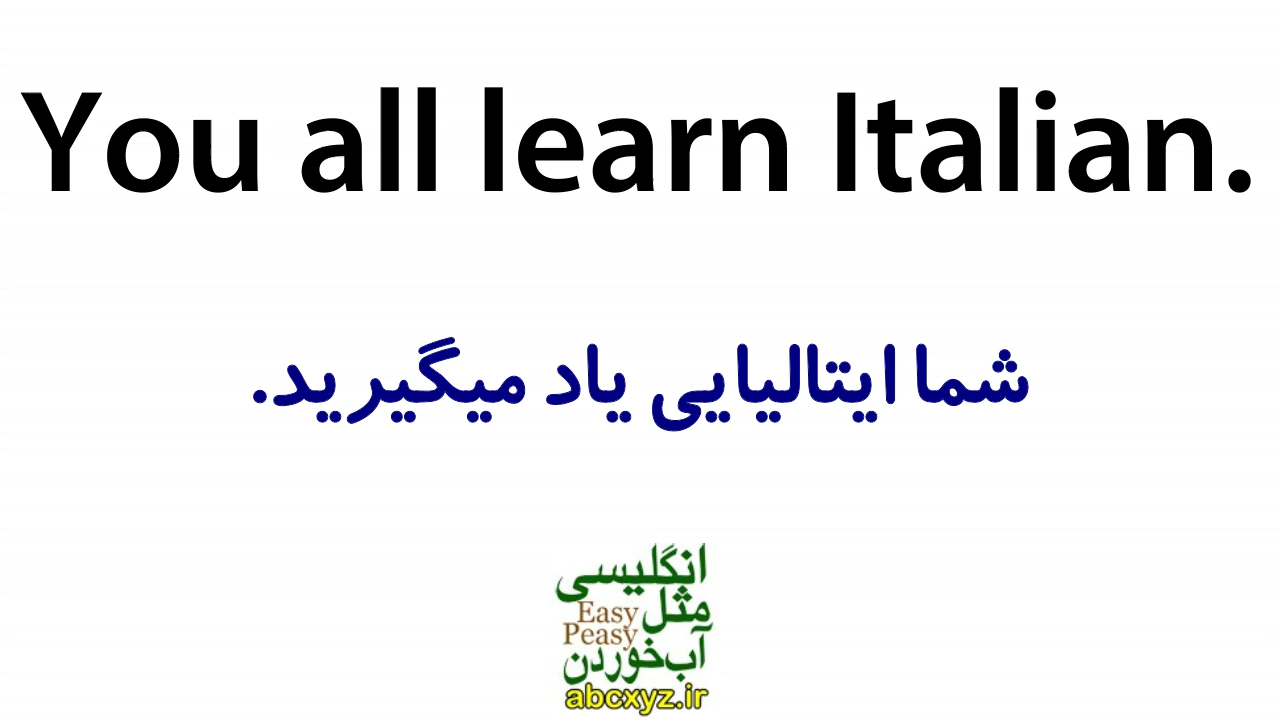 You all learn Italian.
شما ایتالیایی یاد میگیرید.
انگلیسی
مثل
Easy
Peasy
آب‌خوردن
abcxyz.ir